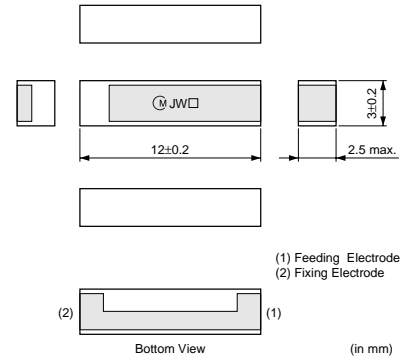 Ⓜ JW□
3±0.2
12±0.2
2.5 max.
(1) Feeding Electrode
(2) Fixing Electrode
(2)
(1)
Bottom View
(in mm)